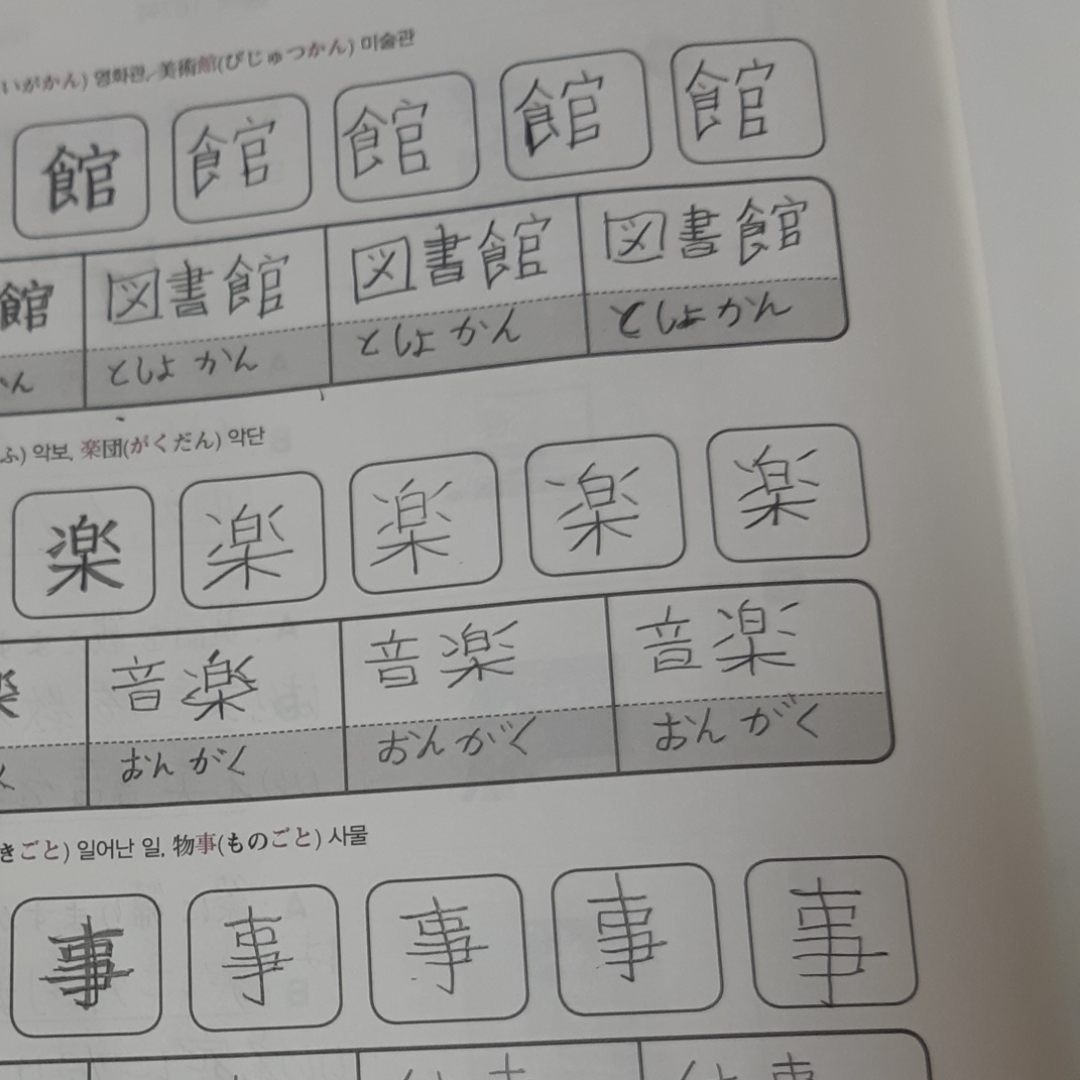 いがかん) 영화관, 美術館(びじゅつかん) 미술관
館 館 館 館 館
館 図書館 図書館 図書館
かん としょかん としょかん としょかん
ふ) 악보, 楽団(がくだん) 악단
楽 楽 楽 楽 楽
楽 音楽 音楽 音楽
く おんがく おんがく おんがく
きごと) 일어난 일, 物事(ものごと) 사물
事 事 事 事 事